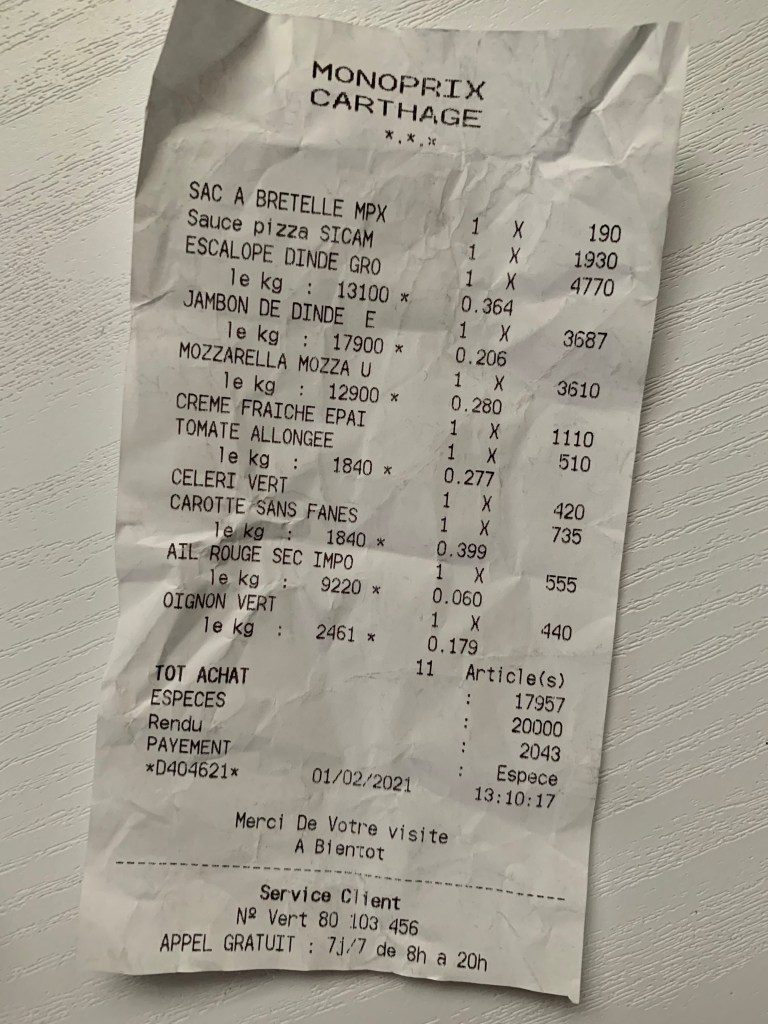 MONOPRIX
CARTHAGE
*.*.*
SAC A BRETELLE MPX 1 X 190
Sauce pizza SICAM 1 X 1930
ESCALOPE DINDE GRO 1 X 4770
le kg : 13100 * 0.364
JAMBON DE DINDE E 1 X 3687
le kg : 17900 * 0.206
MOZZARELLA MOZZA U 1 X 3610
le kg : 12900 * 0.280
CREME FRAICHE EPAI 1 X 1110
TOMATE ALLONGEE 1 X 510
le kg : 1840 * 0.277
CELERI VERT 1 X 420
CAROTTE SANS FANES 1 X 735
le kg : 1840 * 0.399
AIL ROUGE SEC IMPO 1 X 555
le kg : 9220 * 0.060
OIGNON VERT 1 X 440
le kg : 2461 * 0.179
11 Article(s)
TOT ACHAT : 17957
ESPECES : 20000
Rendu : 2043
PAYEMENT : Espece
*D404621* 01/02/2021 13:10:17
Merci De Votre visite
A Bientot
Service Client
Nº Vert 80 103 456
APPEL GRATUIT : 7j/7 de 8h a 20h